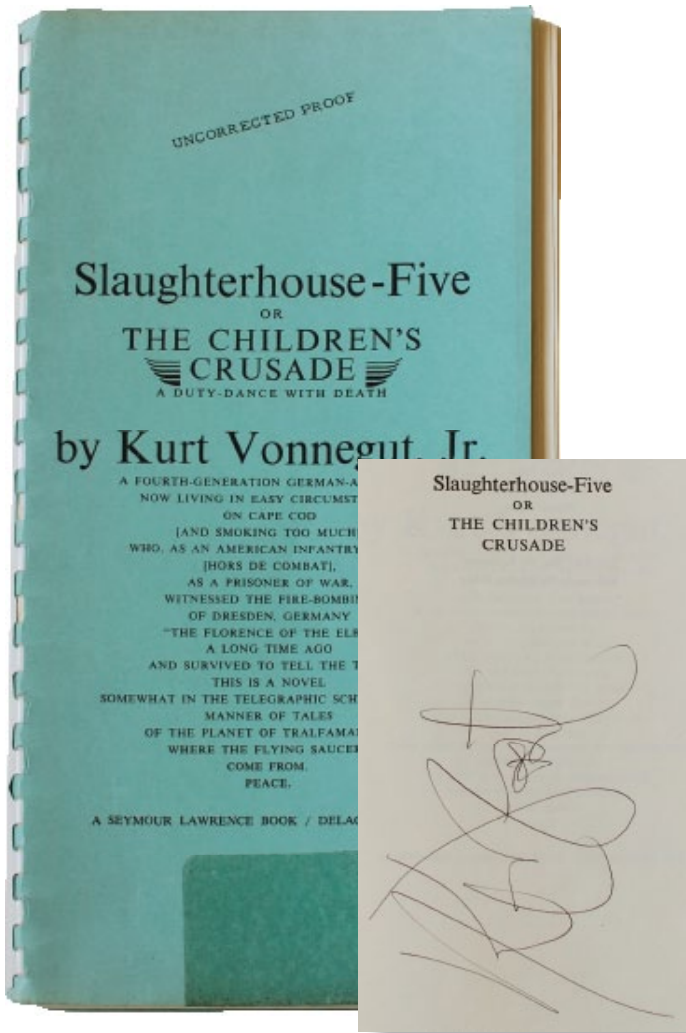 UNCORRECTED PROOF
Slaughterhouse-Five
OR
THE CHILDREN'S
CRUSADE
A DUTY-DANCE WITH DEATH
by Kurt Vonnegut, Jr.
A FOURTH-GENERATION GERMAN-A
NOW LIVING IN EASY CIRCUMST
ON CAPE COD
[AND SMOKING TOO MUCH
WHO, AS AN AMERICAN INFANTRY
[HORS DE COMBAT],
AS A PRISONER OF WAR,
WITNESSED THE FIRE-BOMBI
OF DRESDEN, GERMANY
"THE FLORENCE OF THE EL
A LONG TIME AGO
AND SURVIVED TO TELL THE T
THIS IS A NOVEL
SOMEWHAT IN THE TELEGRAPHIC SCH
MANNER OF TALES
OF THE PLANET OF TRALFAMA
WHERE THE FLYING SAUCE
COME FROM.
PEACE.
A SEYMOUR LAWRENCE BOOK / DELAC
Slaughterhouse-Five
OR
THE CHILDREN'S
CRUSADE